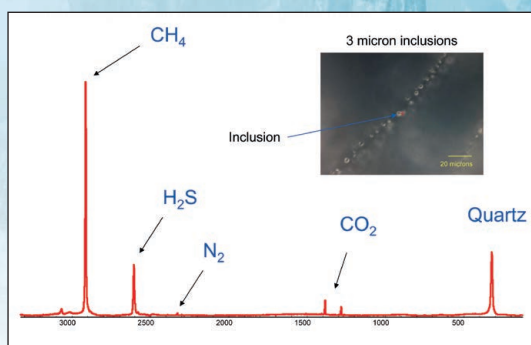 CH₄
3 micron inclusions
Inclusion
20 microns
H₂S
N₂
CO₂
Quartz
3000 2500 2000 1500 1000 500